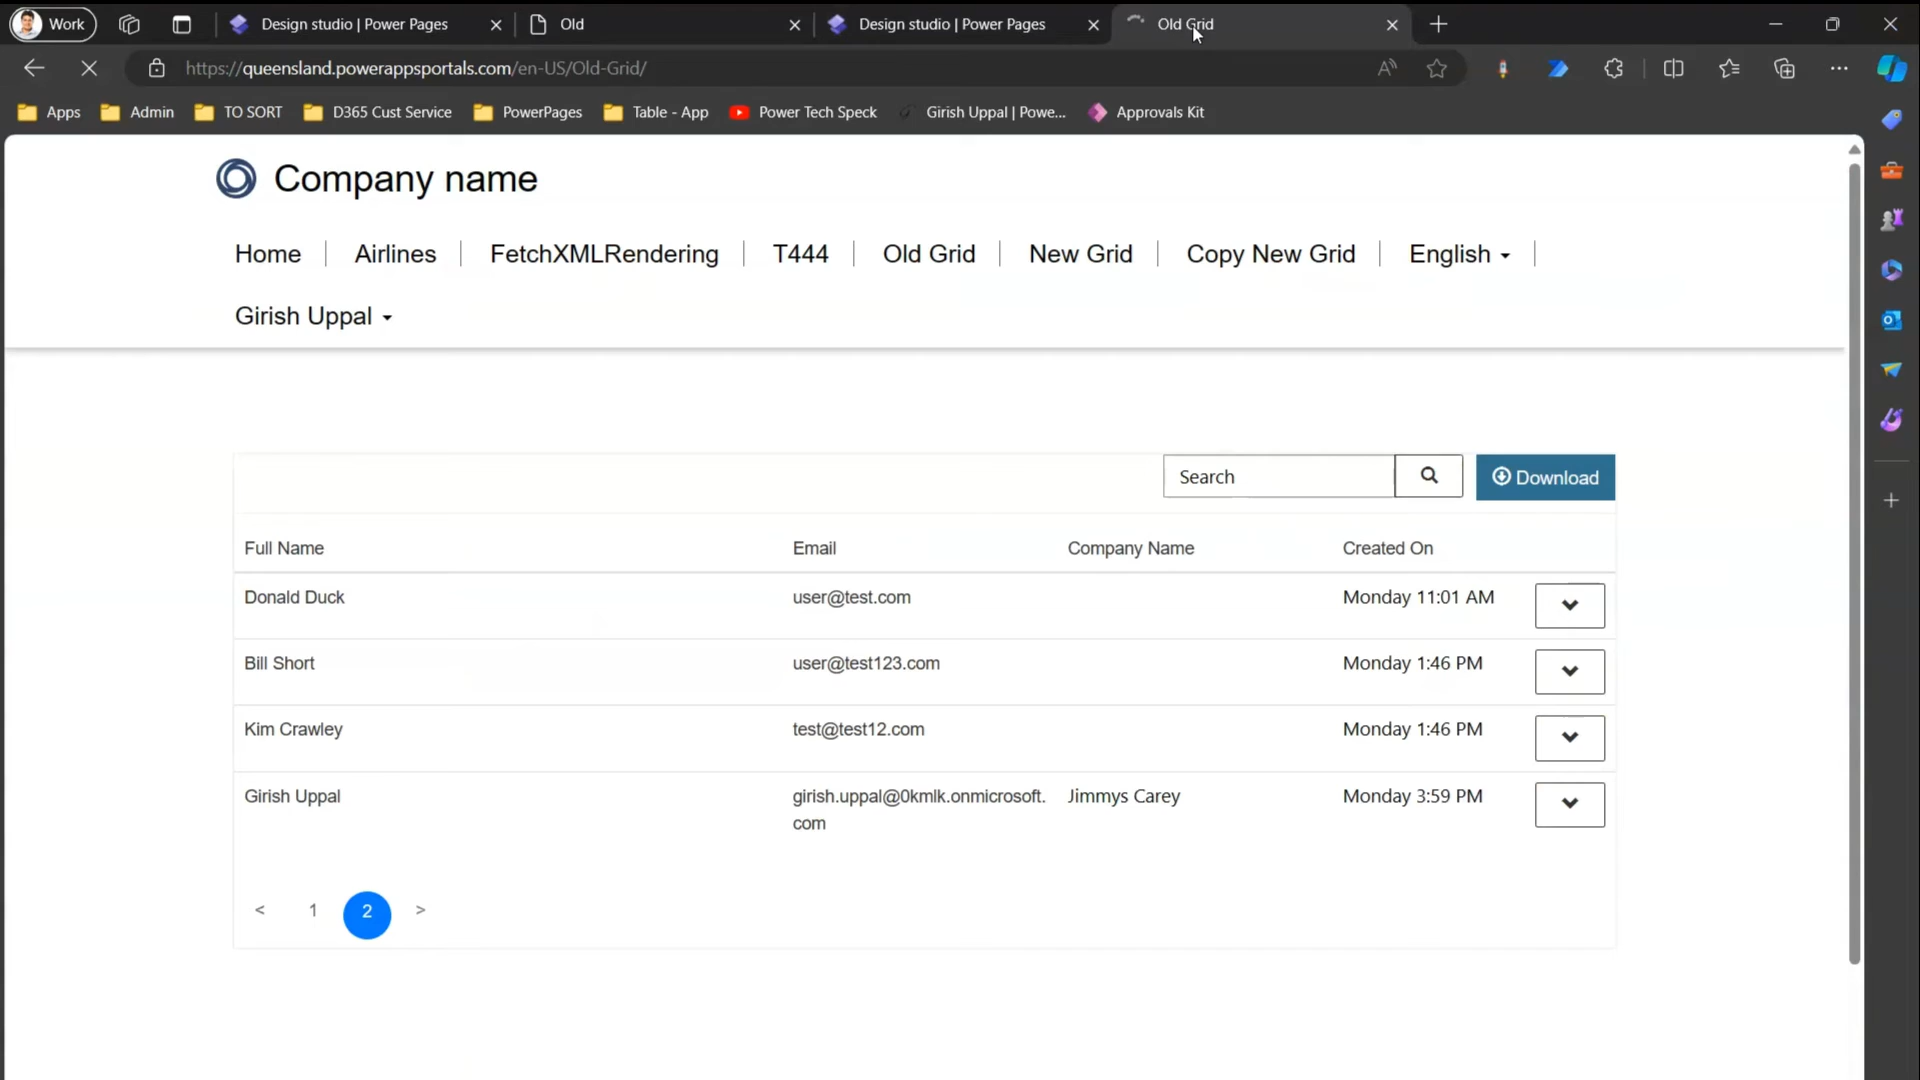 Work
Design studio | Power Pages
Old
Design studio | Power Pages
Old Grid
https://queensland.powerappsportals.com/en-US/Old-Grid/
Apps
Admin
TO SORT
D365 Cust Service
PowerPages
Table - App
Power Tech Speck
Girish Uppal | Powe...
Approvals Kit
Company name
Home
Airlines
FetchXMLRendering
T444
Old Grid
New Grid
Copy New Grid
English
Girish Uppal
Search
Download
Full Name Email Company Name Created On
Donald Duck user@test.com Monday 11:01 AM
Bill Short user@test123.com Monday 1:46 PM
Kim Crawley test@test12.com Monday 1:46 PM
Girish Uppal girish.uppal@0kmlk.onmicrosoft. Jimmys Carey Monday 3:59 PM
com
< 1 2 >